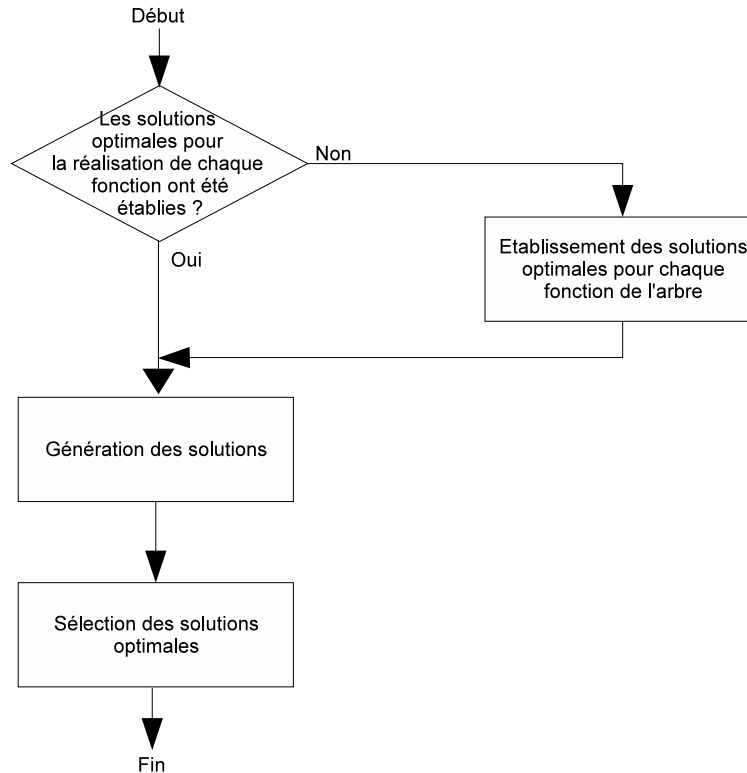 Début
Les solutions
optimales pour
la réalisation de chaque
fonction ont été
établies ?
Non
Oui
Etablissement des solutions
optimales pour chaque
fonction de l'arbre
Génération des solutions
Sélection des solutions
optimales
Fin